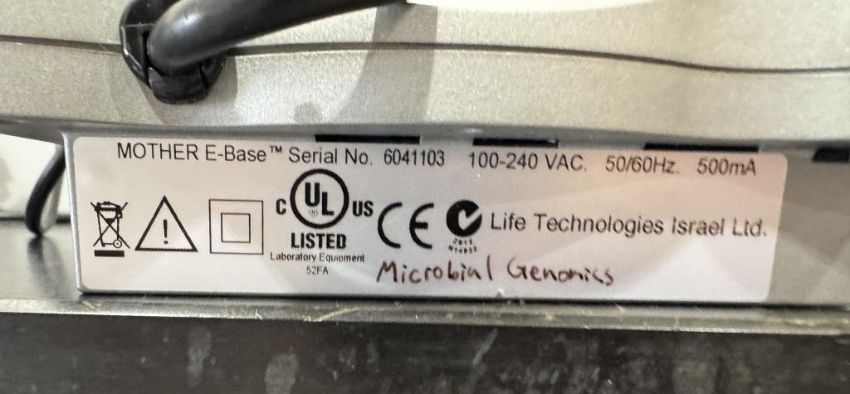 MOTHER E-Base™ Serial No. 6041103 100-240 VAC. 50/60Hz. 500mA
C UL US CE Life Technologies Israel Ltd.
LISTED
Laboratory Equipment
52FA
Microbial Genomics